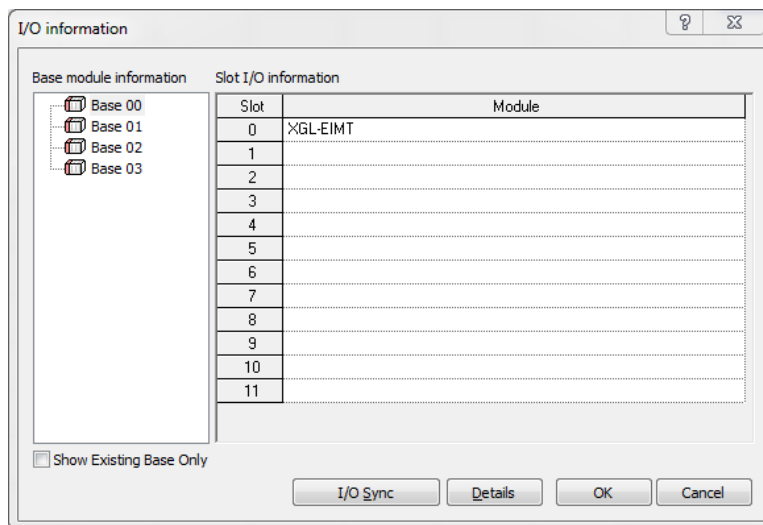 I/O information
Base module information
Slot I/O information
Base 00
Base 01
Base 02
Base 03
Slot Module
0 XGL-EIMT
1
2
3
4
5
6
7
8
9
10
11
Show Existing Base Only
I/O Sync Details OK Cancel